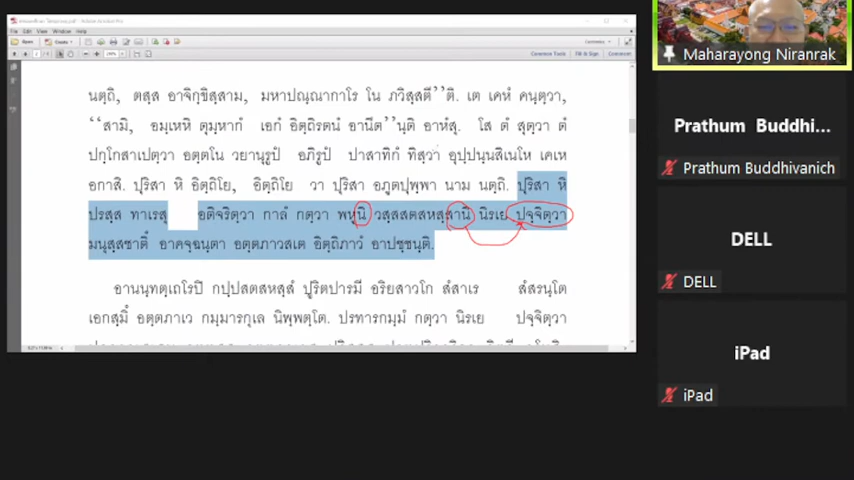 File Edit View Window Help
Open
Common Tools
Fill & Sign
Comment
นตฺถิ, ตสฺส อาจิกฺขิสฺสาม, มหาปณฺณากาโร โน ภวิสฺสตี’’ติ. เต เคหํ คนฺตฺวา,
‘‘สามิ, อมฺเหหิ ตุมฺหากํ เอกํ อิตฺถิรตนํ อานีต’’นฺติ อาหํสุ. โส ตํ สุตฺวา ตํ
ปกฺโกสาเปตฺวา อตฺตโน วยานุรูปํ อภิรูปํ ปาสาทิกํ ทิสฺวา อุปฺปนฺนสิเนโห เคเห
อกาสิ. ปุริสา หิ อิตฺถิโย, อิตฺถิโย วา ปุริสา อภูตปุพฺพา นาม นตฺถิ. ปุริสา หิ
ปรสฺส ทาเรสุ อติจริตฺวา กาลํ กตฺวา พหูนิ วสฺสสตสหสฺสานิ นิรเย ปจฺจิตฺวา
มนุสฺสชาตึ อาคจฺฉนฺตา อตฺตภาวสเต อิตฺถิภาวํ อาปชฺชนฺติ.
อานนฺทตฺเถโรปิ กปฺปสตสหสฺสํ ปูริตปารมี อริยสาวโก สํสาเร สํสรนฺโต
เอกสฺมึ อตฺตภาเว กมฺมารกุเล นิพฺพตฺโต. ปรทารกมฺมํ กตฺวา นิรเย ปจฺจิตฺวา
Maharayong Niranrak
Prathum Buddhi...
Prathum Buddhivanich
DELL
DELL
iPad
iPad